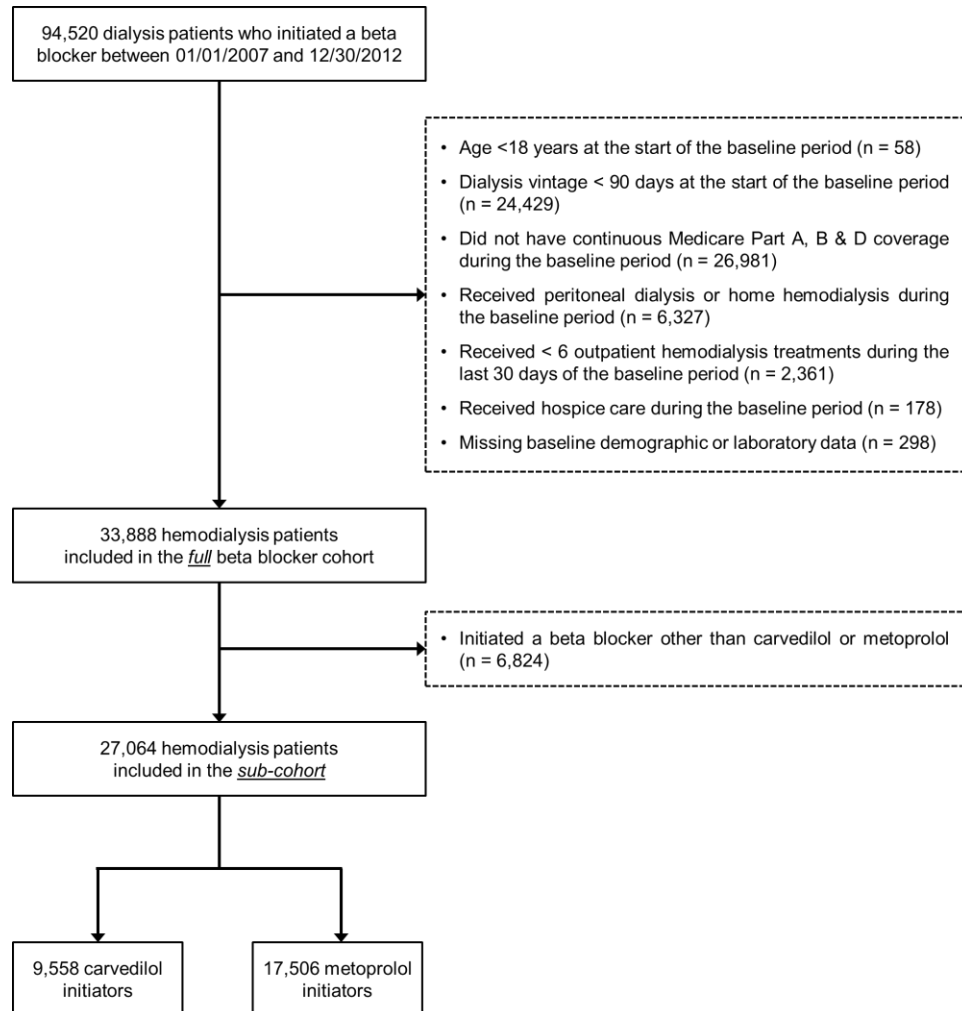 94,520 dialysis patients who initiated a beta
blocker between 01/01/2007 and 12/30/2012
• Age <18 years at the start of the baseline period (n = 58)
• Dialysis vintage < 90 days at the start of the baseline period
(n = 24,429)
• Did not have continuous Medicare Part A, B & D coverage
during the baseline period (n = 26,981)
• Received peritoneal dialysis or home hemodialysis during
the baseline period (n = 6,327)
• Received < 6 outpatient hemodialysis treatments during the
last 30 days of the baseline period (n = 2,361)
• Received hospice care during the baseline period (n = 178)
• Missing baseline demographic or laboratory data (n = 298)
33,888 hemodialysis patients
included in the full beta blocker cohort
• Initiated a beta blocker other than carvedilol or metoprolol
(n = 6,824)
27,064 hemodialysis patients
included in the sub-cohort
9,558 carvedilol
initiators
17,506 metoprolol
initiators